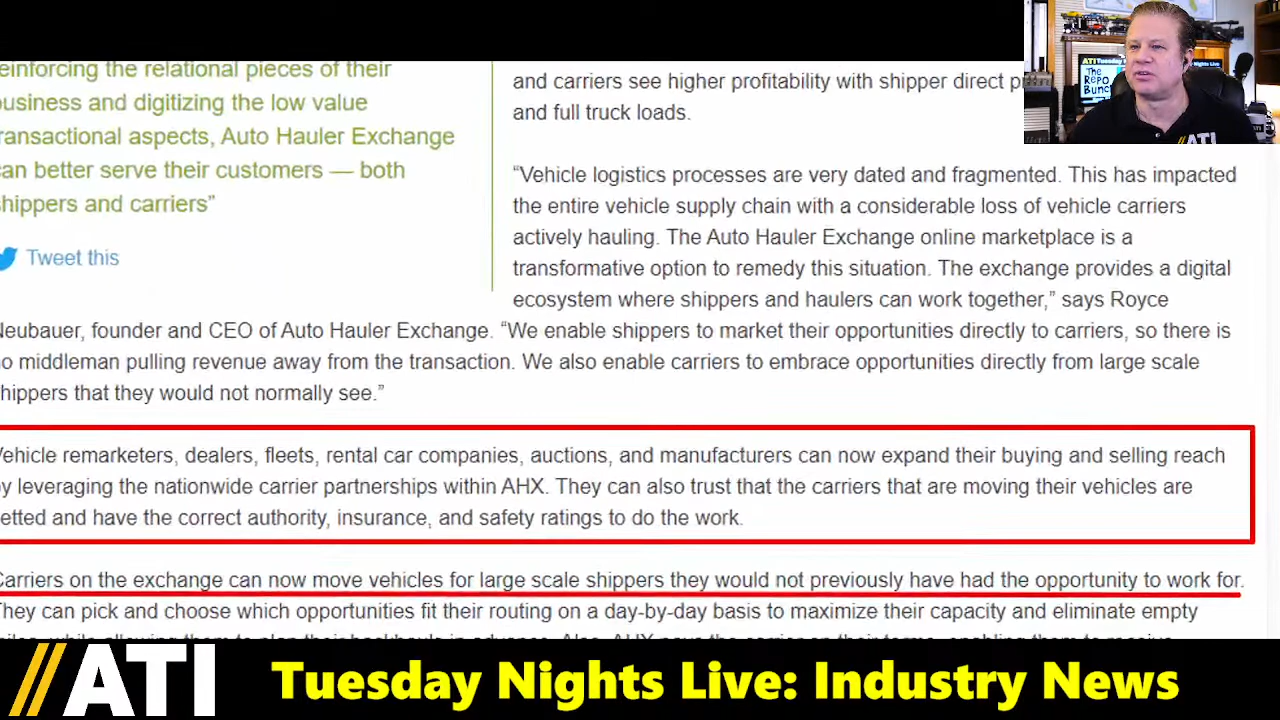 einforcing the relational pieces of their
business and digitizing the low value
ransactional aspects, Auto Hauler Exchange
can better serve their customers — both
shippers and carriers”
Tweet this
and carriers see higher profitability with shipper direct p
and full truck loads.
“Vehicle logistics processes are very dated and fragmented. This has impacted
the entire vehicle supply chain with a considerable loss of vehicle carriers
actively hauling. The Auto Hauler Exchange online marketplace is a
transformative option to remedy this situation. The exchange provides a digital
ecosystem where shippers and haulers can work together,” says Royce
Neubauer, founder and CEO of Auto Hauler Exchange. “We enable shippers to market their opportunities directly to carriers, so there is
no middleman pulling revenue away from the transaction. We also enable carriers to embrace opportunities directly from large scale
shippers that they would not normally see.”
Vehicle remarketers, dealers, fleets, rental car companies, auctions, and manufacturers can now expand their buying and selling reach
by leveraging the nationwide carrier partnerships within AHX. They can also trust that the carriers that are moving their vehicles are
etted and have the correct authority, insurance, and safety ratings to do the work.
Carriers on the exchange can now move vehicles for large scale shippers they would not previously have had the opportunity to work for.
They can pick and choose which opportunities fit their routing on a day-by-day basis to maximize their capacity and eliminate empty
ATI Tuesday Nights Live
The
Repo
Bunc
ATI
ATI
Tuesday Nights Live: Industry News